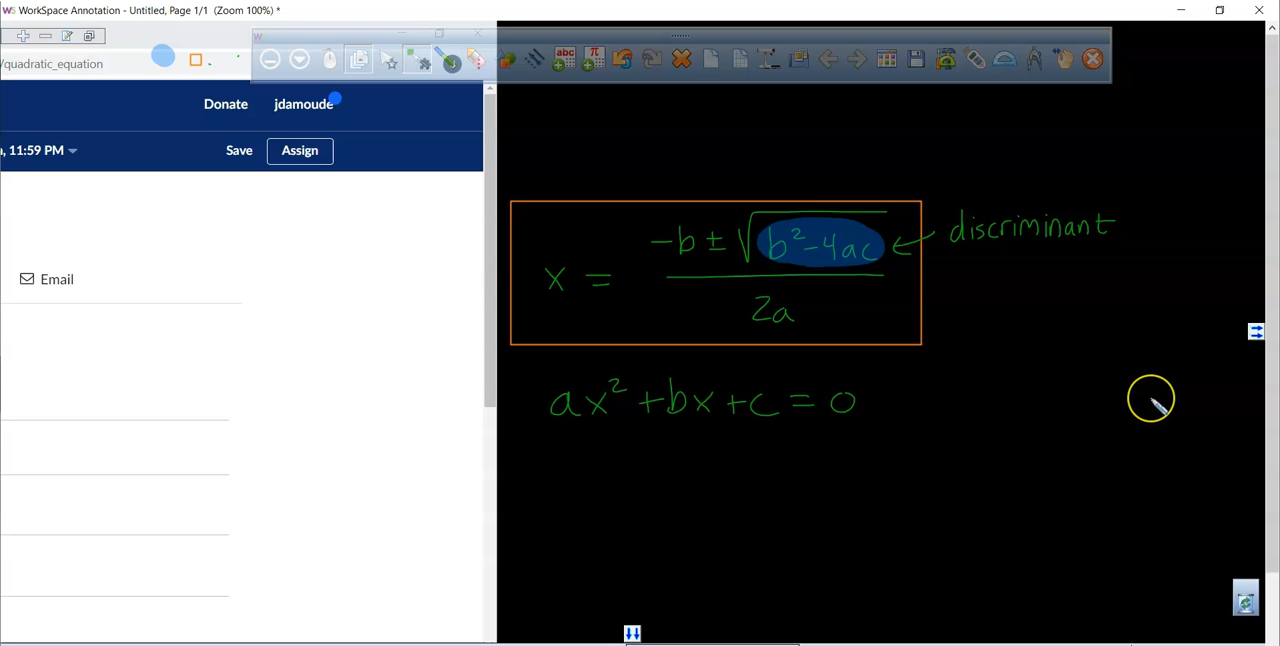 WorkSpace Annotation - Untitled, Page 1/1 (Zoom 100%) *
/quadratic_equation
abc
π
Donate jdamoude
, 11:59 PM
Save Assign
Email
x = -b ± √b² - 4ac / 2a
discriminant
ax² + bx + c = 0